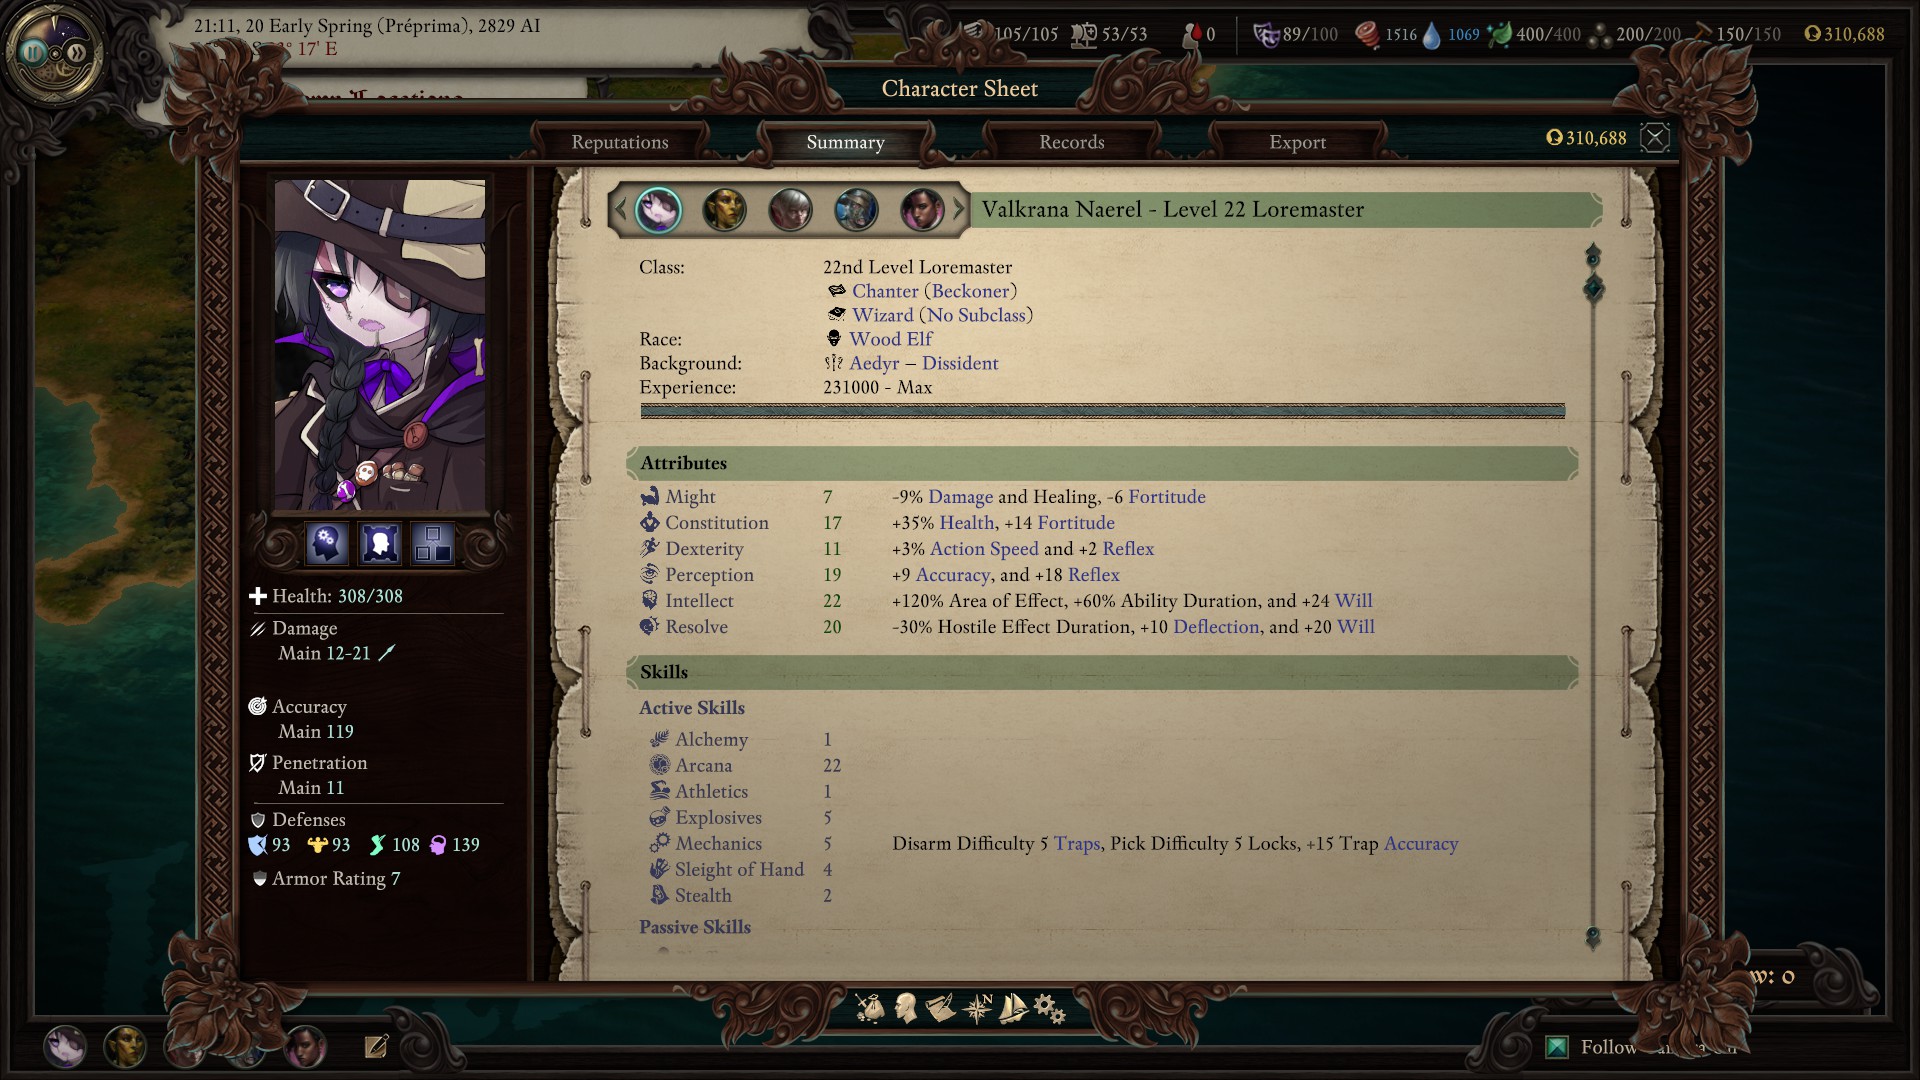 21:11, 20 Early Spring (Préprima), 2829 AI
17' E
105/105 53/53 0 89/100 1516 1069 400/400 200/200 150/150 310,688
Character Sheet
Reputations Summary Records Export 310,688
Valkrana Naerel - Level 22 Loremaster
Class: 22nd Level Loremaster
Chanter (Beckoner)
Wizard (No Subclass)
Race: Wood Elf
Background: Aedyr – Dissident
Experience: 231000 - Max
Attributes
Might 7 -9% Damage and Healing, -6 Fortitude
Constitution 17 +35% Health, +14 Fortitude
Dexterity 11 +3% Action Speed and +2 Reflex
Perception 19 +9 Accuracy, and +18 Reflex
Intellect 22 +120% Area of Effect, +60% Ability Duration, and +24 Will
Resolve 20 -30% Hostile Effect Duration, +10 Deflection, and +20 Will
Skills
Active Skills
Alchemy 1
Arcana 22
Athletics 1
Explosives 5
Mechanics 5 Disarm Difficulty 5 Traps, Pick Difficulty 5 Locks, +15 Trap Accuracy
Sleight of Hand 4
Stealth 2
Passive Skills
Health: 308/308
Damage
Main 12-21
Accuracy
Main 119
Penetration
Main 11
Defenses
93 93 108 139
Armor Rating 7
N
w: 0
Follow